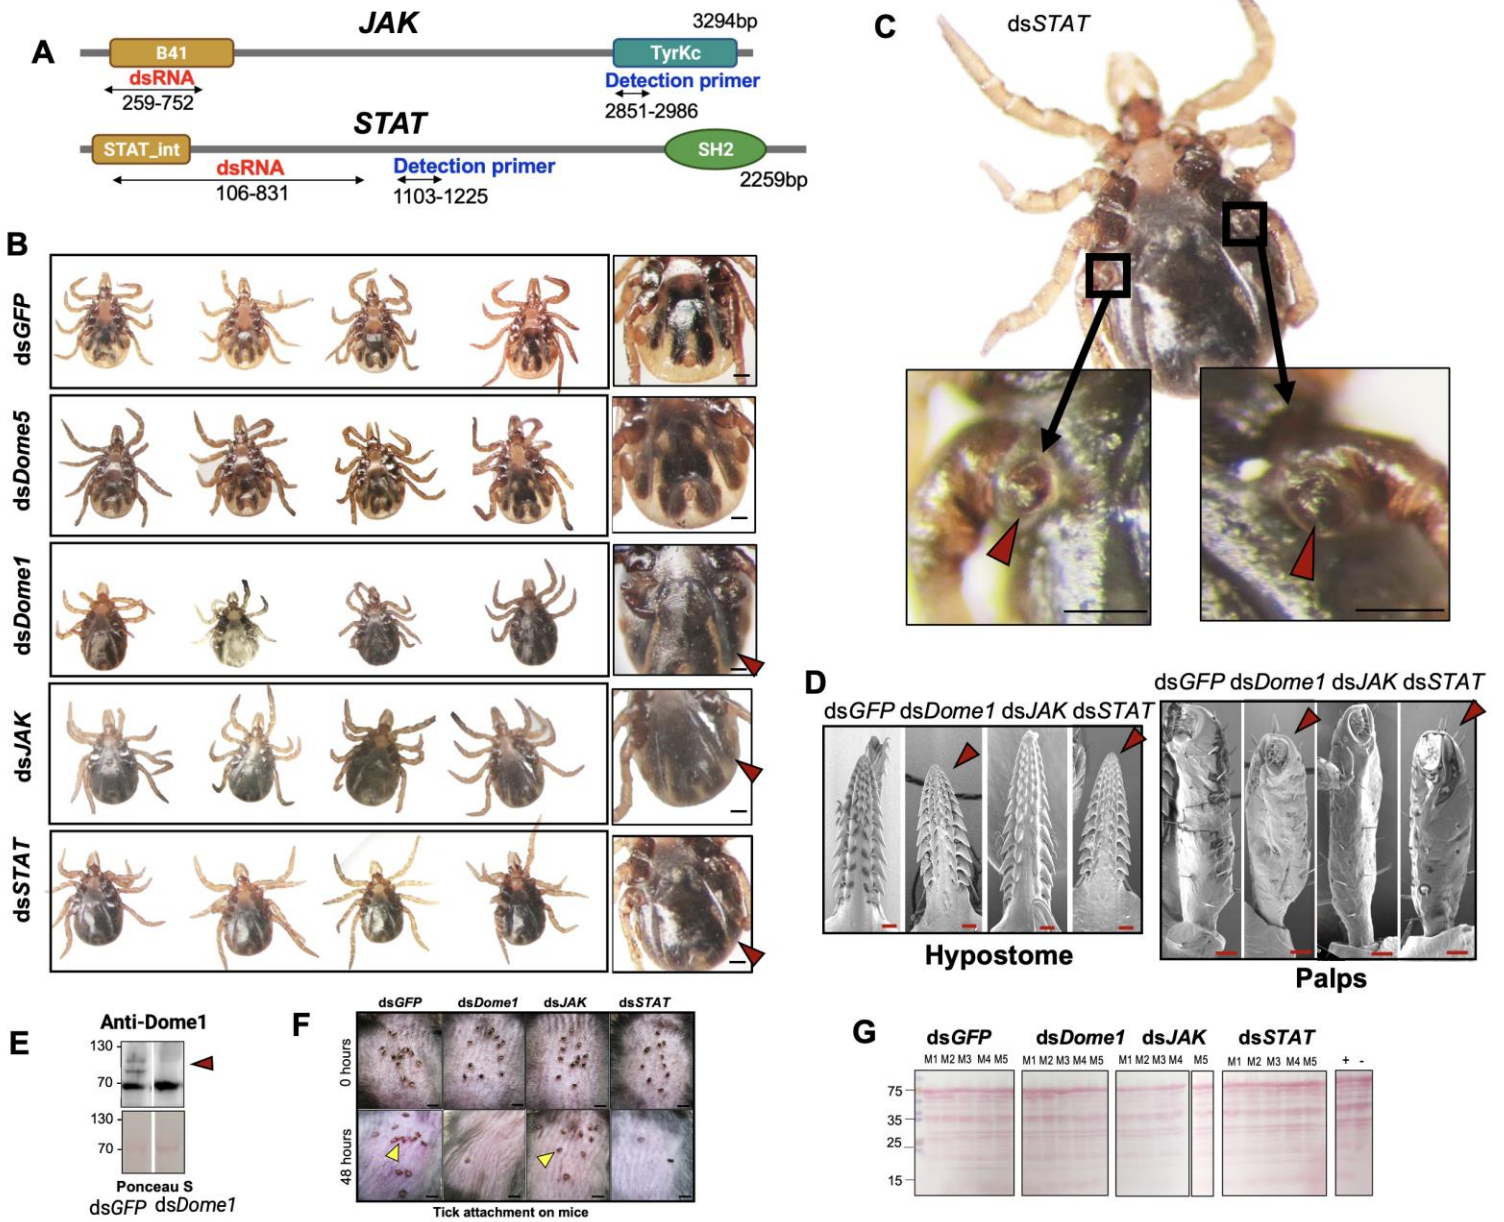 A
JAK
3294bp
B41
TyrKc
dsRNA
Detection primer
259-752
2851-2986
STAT
STAT_int
SH2
dsRNA
Detection primer
106-831
1103-1225
2259bp
B
dsGFP
dsDome5
dsDome1
dsJAK
dsSTAT
C
dsSTAT
D
dsGFP dsDome1 dsJAK dsSTAT
Hypostome
dsGFP dsDome1 dsJAK dsSTAT
Palps
E
Anti-Dome1
130
70
130
70
Ponceau S
dsGFP dsDome1
F
dsGFP dsDome1 dsJAK dsSTAT
0 hours
48 hours
Tick attachment on mice
G
dsGFP dsDome1 dsJAK dsSTAT
M1 M2 M3 M4 M5 M1 M2 M3 M4 M5 M1 M2 M3 M4 M5 M1 M2 M3 M4 M5 + -
75
35
25
15